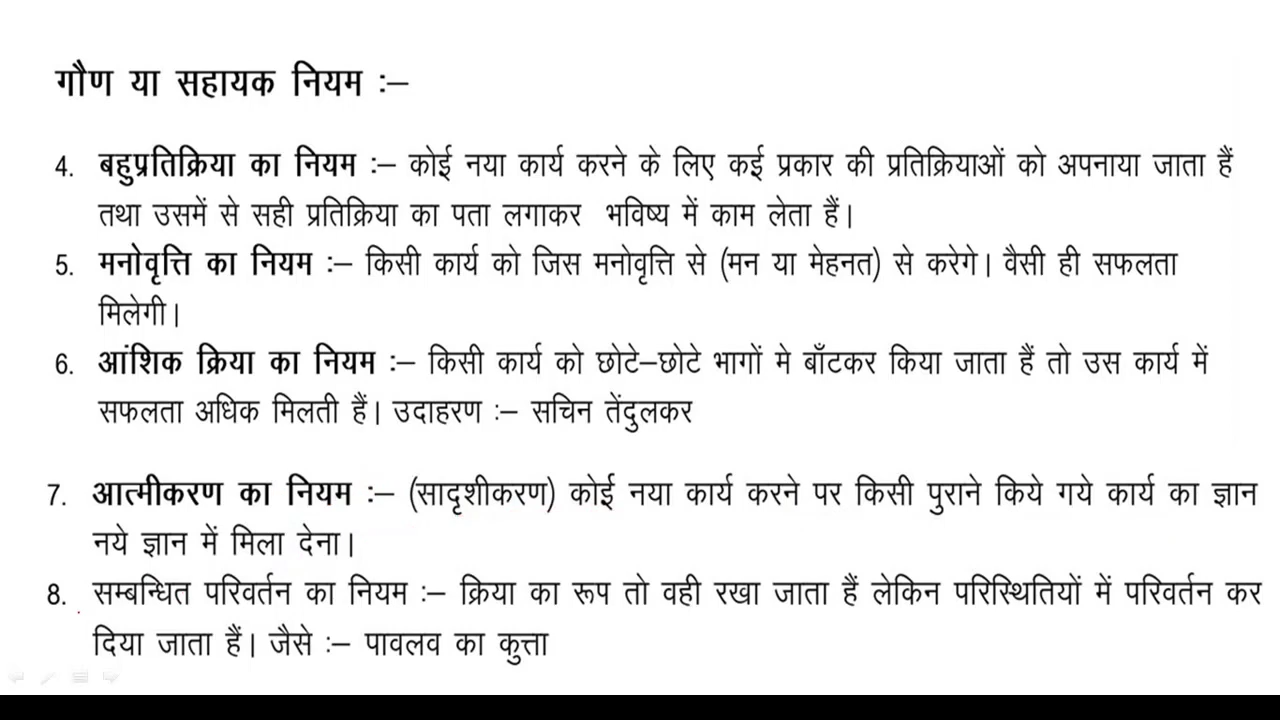 गौण या सहायक नियम :–
4. बहुप्रतिक्रिया का नियम :– कोई नया कार्य करने के लिए कई प्रकार की प्रतिक्रियाओं को अपनाया जाता हैं
तथा उसमें से सही प्रतिक्रिया का पता लगाकर भविष्य में काम लेता हैं।
5. मनोवृत्ति का नियम :– किसी कार्य को जिस मनोवृत्ति से (मन या मेहनत) से करेगे। वैसी ही सफलता
मिलेगी।
6. आंशिक क्रिया का नियम :– किसी कार्य को छोटे–छोटे भागों मे बाँटकर किया जाता हैं तो उस कार्य में
सफलता अधिक मिलती हैं। उदाहरण :– सचिन तेंदुलकर
7. आत्मीकरण का नियम :– (सादृशीकरण) कोई नया कार्य करने पर किसी पुराने किये गये कार्य का ज्ञान
नये ज्ञान में मिला देना।
8. सम्बन्धित परिवर्तन का नियम :– क्रिया का रूप तो वही रखा जाता हैं लेकिन परिस्थितियों में परिवर्तन कर
दिया जाता हैं। जैसे :– पावलव का कुत्ता